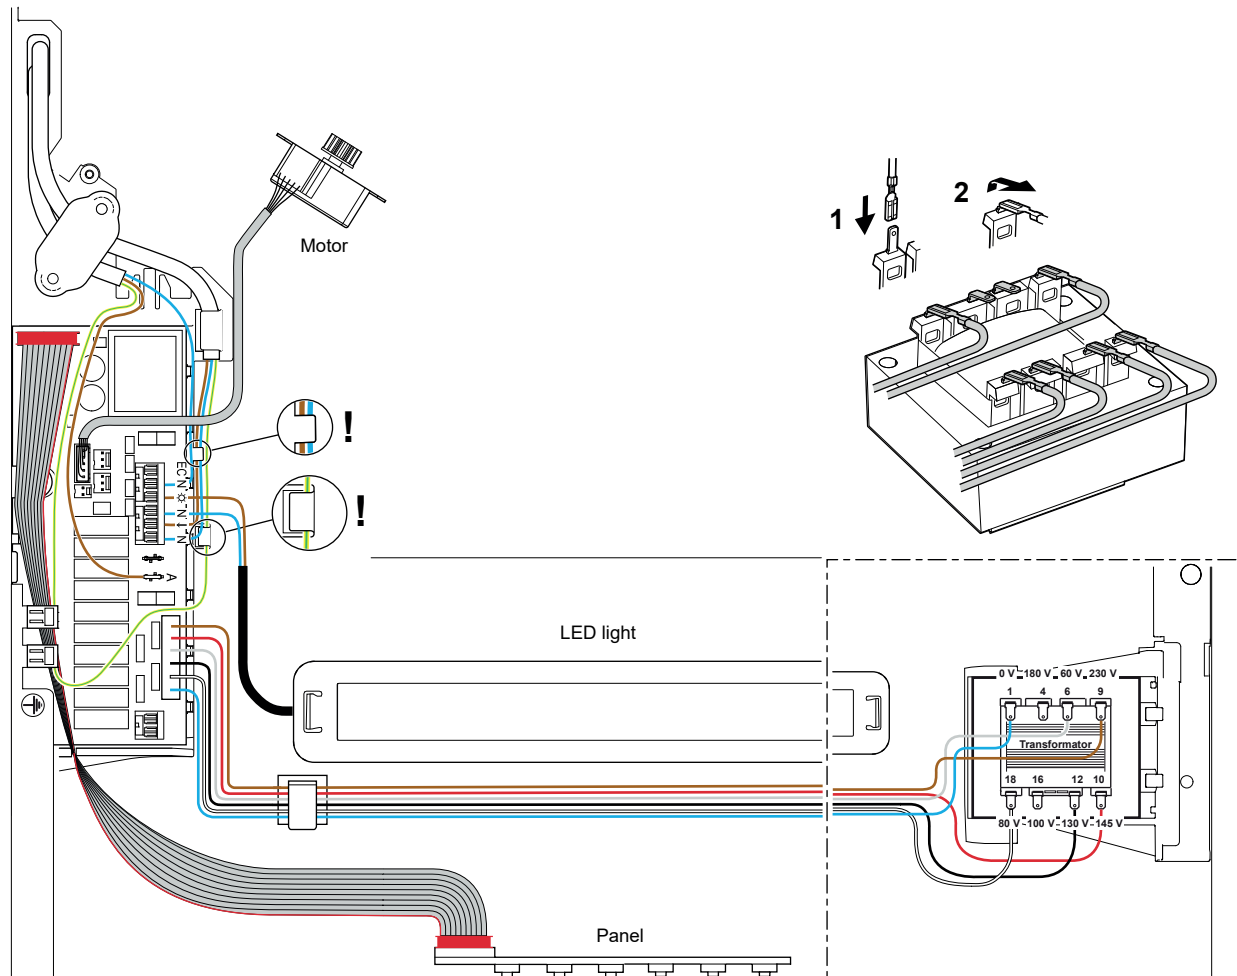 Motor
1
2
!
!
EC
N
N
↓
N
A
LED light
0 V 180 V 60 V 230 V
1 4 6 9
Transformator
18 16 12 10
80 V 100 V 130 V 145 V
Panel